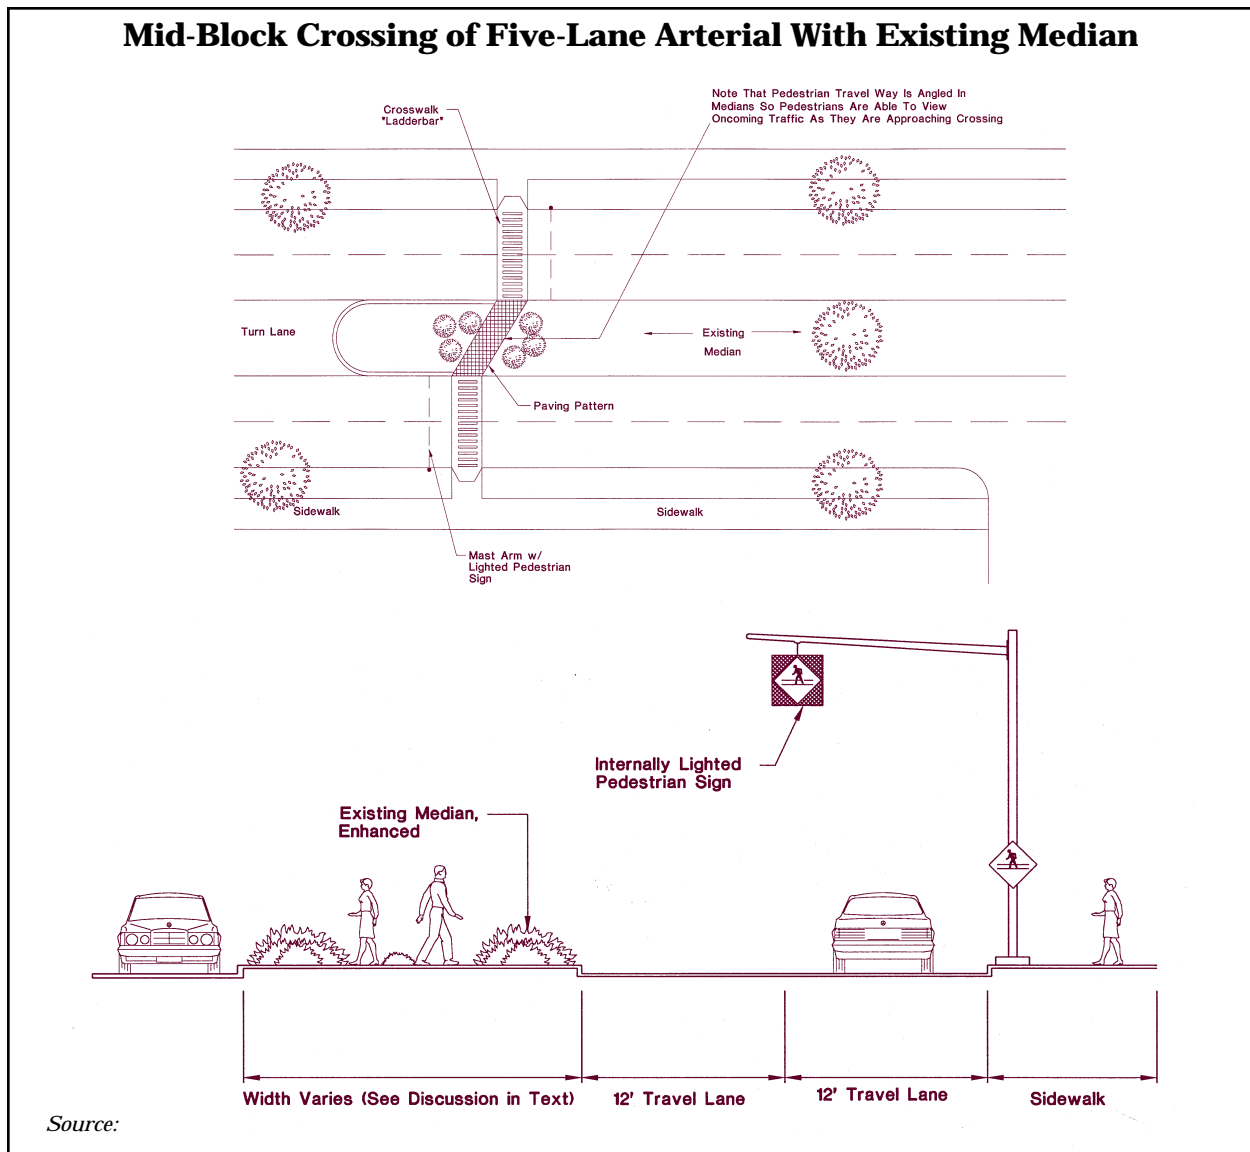 Mid-Block Crossing of Five-Lane Arterial With Existing Median
Note That Pedestrian Travel Way Is Angled In
Medians So Pedestrians Are Able To View
Oncoming Traffic As They Are Approaching Crossing
Crosswalk
"Ladderbar"
Turn Lane
Existing
Median
Paving Pattern
Sidewalk
Sidewalk
Mast Arm w/
Lighted Pedestrian
Sign
Internally Lighted
Pedestrian Sign
Existing Median,
Enhanced
Width Varies (See Discussion in Text)
12' Travel Lane
12' Travel Lane
Sidewalk
Source: